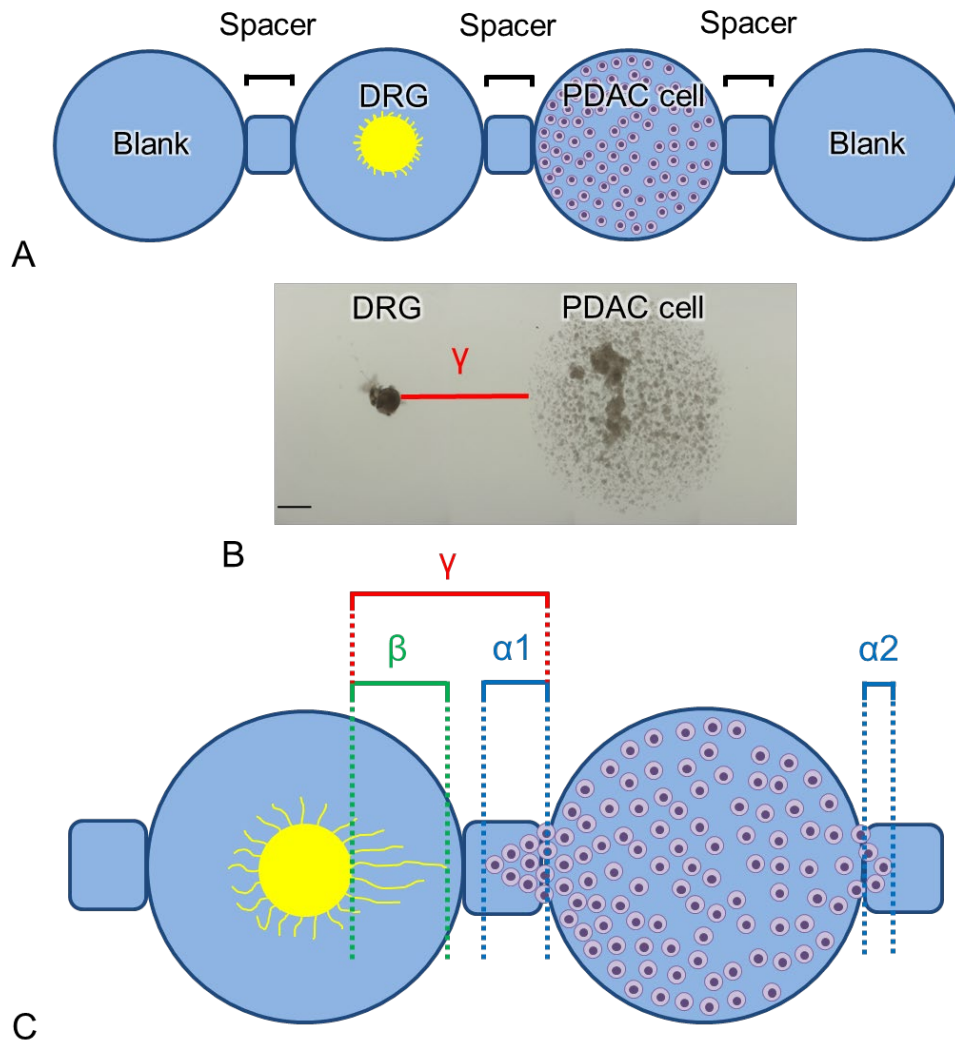 Spacer Spacer Spacer
Blank DRG PDAC cell Blank
A
DRG PDAC cell
γ
B
γ
β α1 α2
C